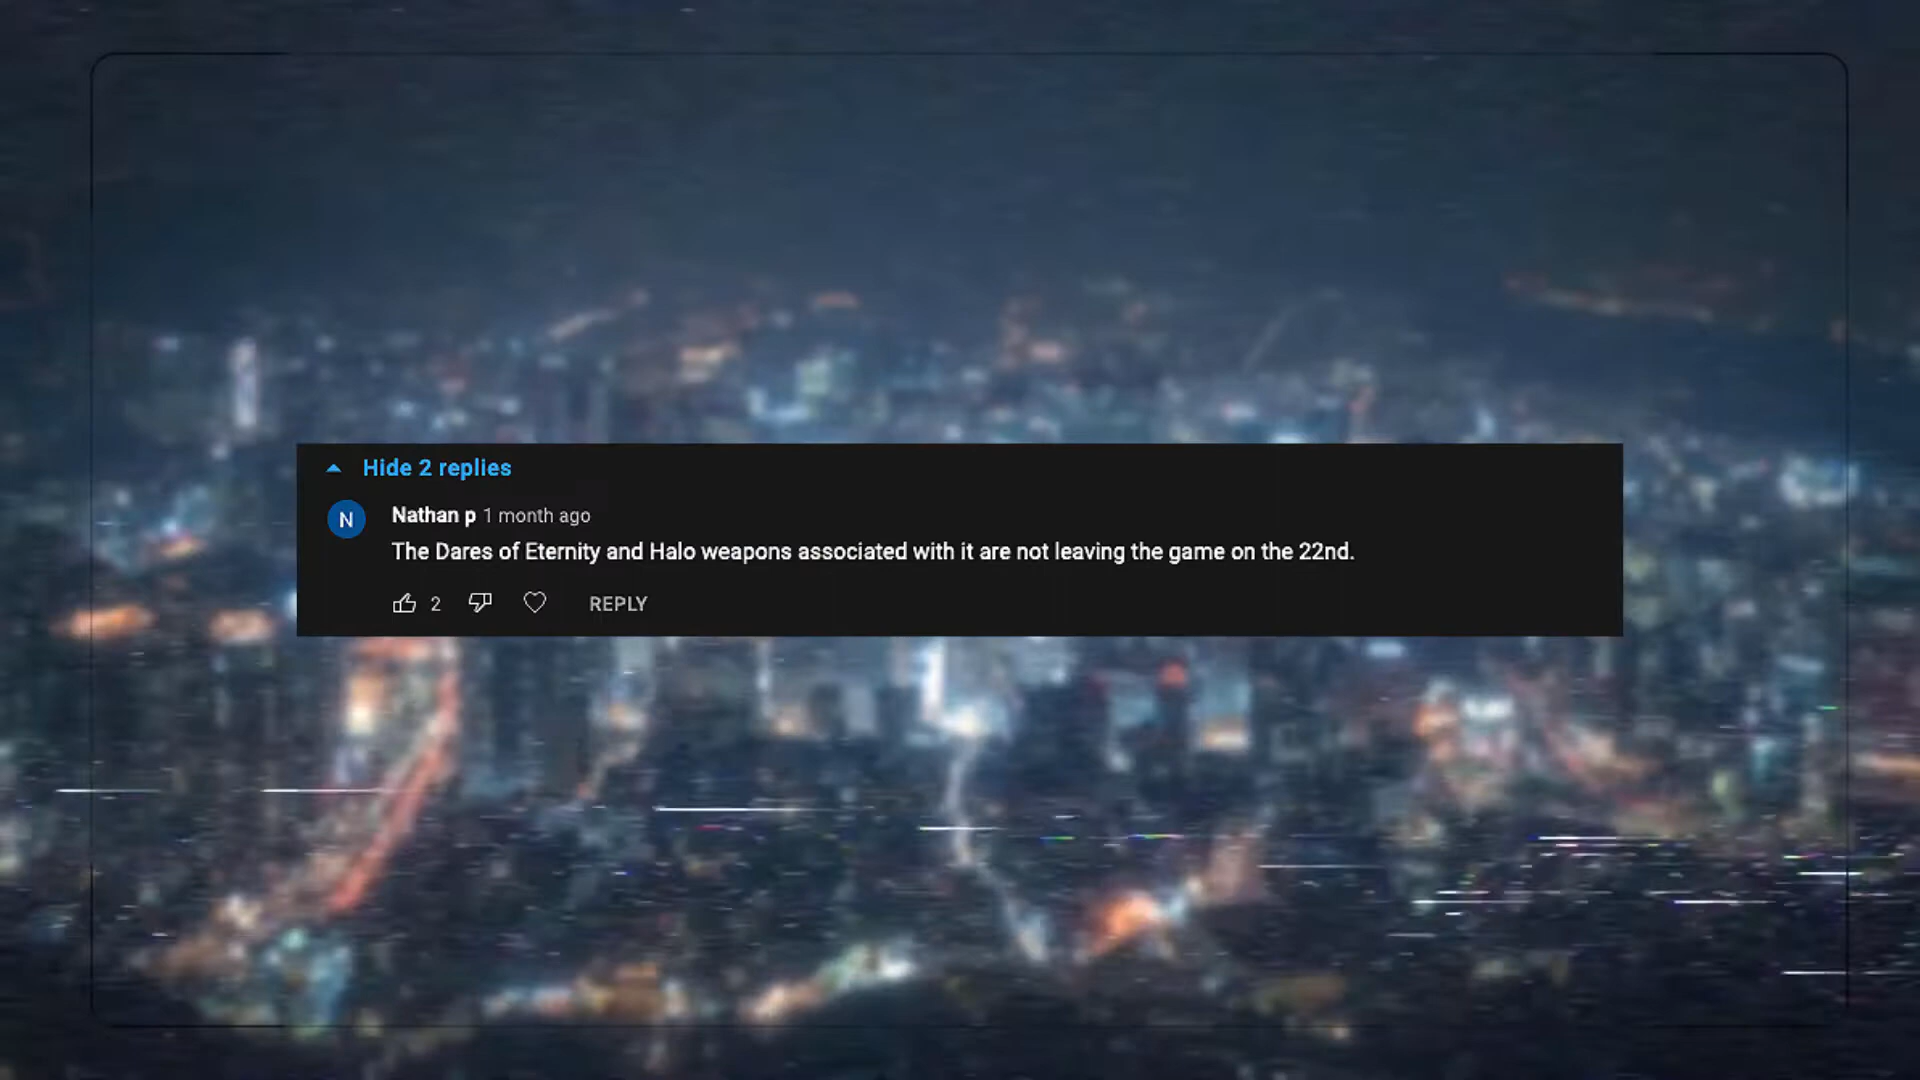 Hide 2 replies
N
Nathan p 1 month ago
The Dares of Eternity and Halo weapons associated with it are not leaving the game on the 22nd.
2 REPLY